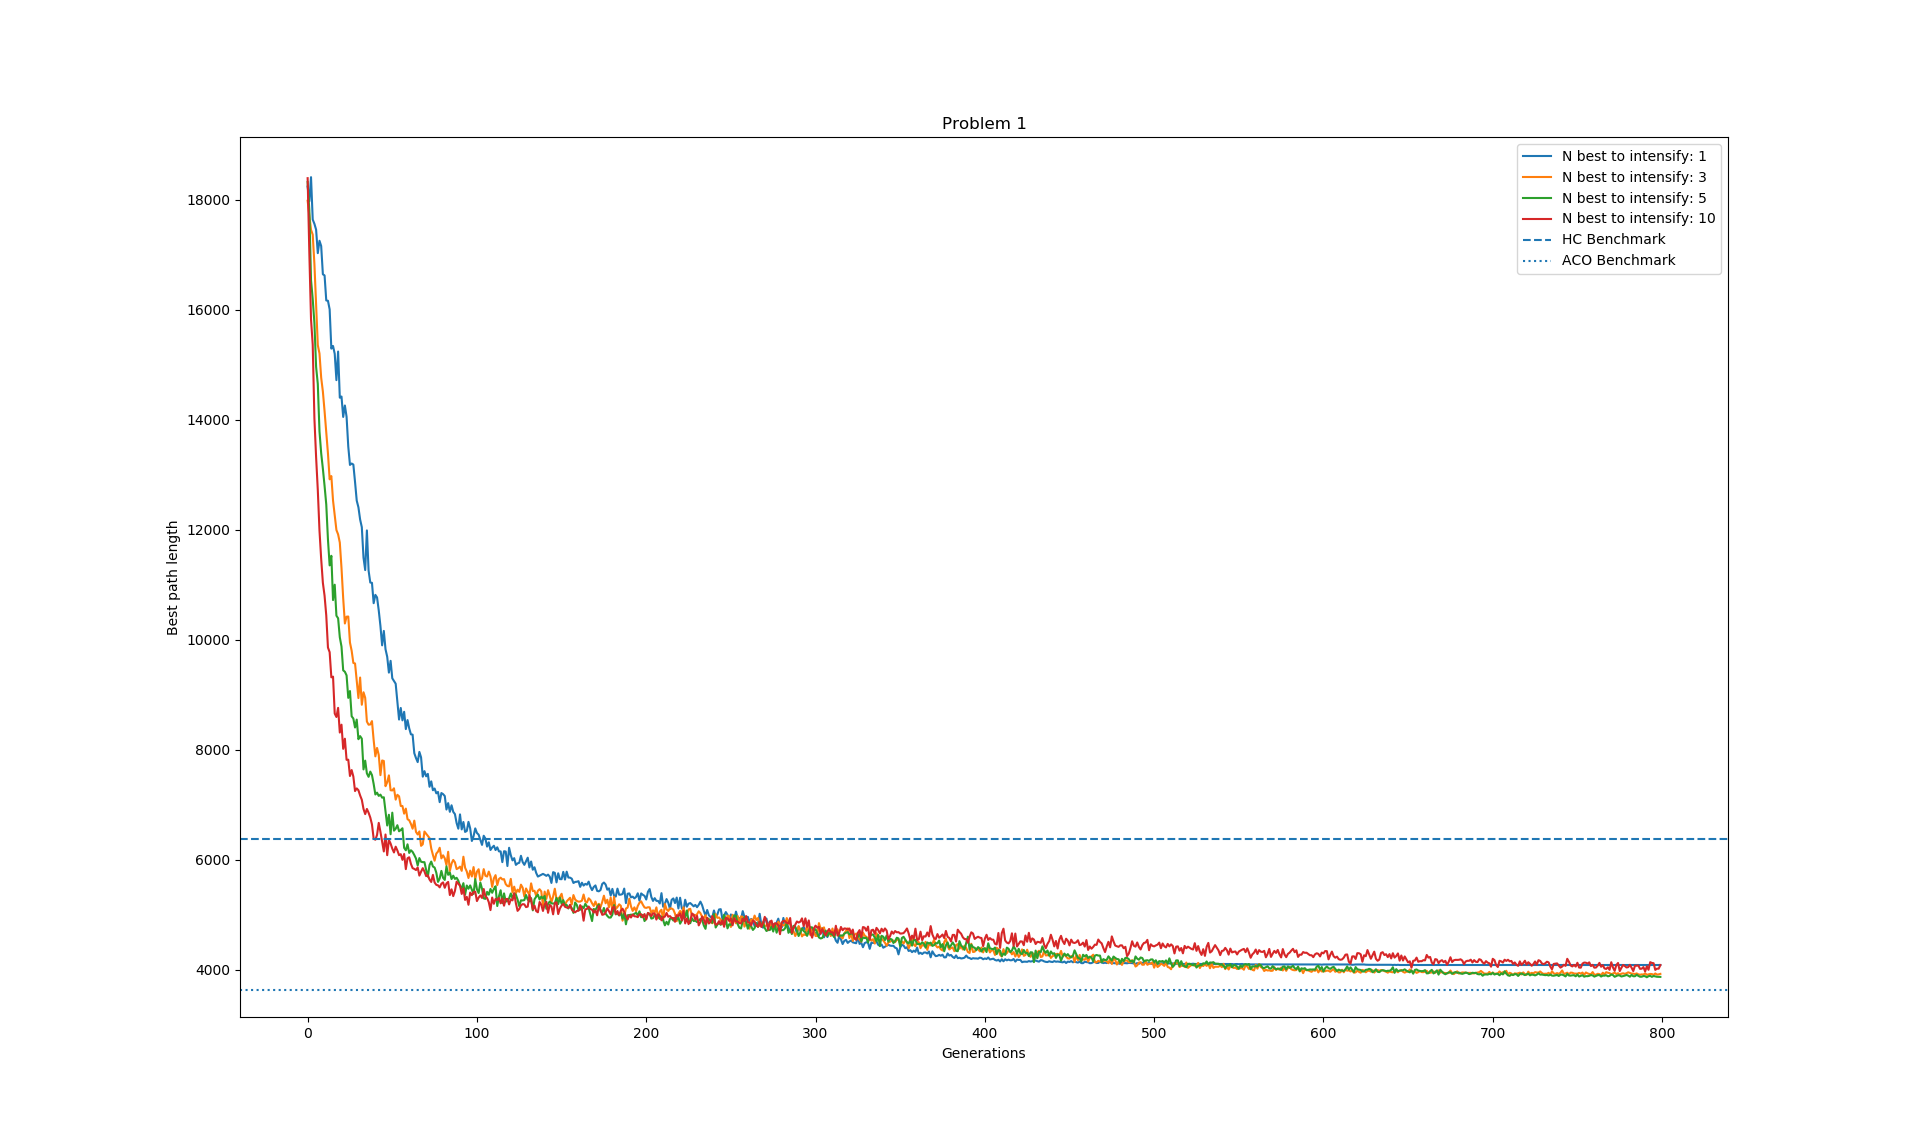 Problem 1
N best to intensify: 1
N best to intensify: 3
N best to intensify: 5
N best to intensify: 10
HC Benchmark
ACO Benchmark
18000
16000
14000
12000
10000
8000
6000
4000
Best path length
0 100 200 300 400 500 600 700 800
Generations